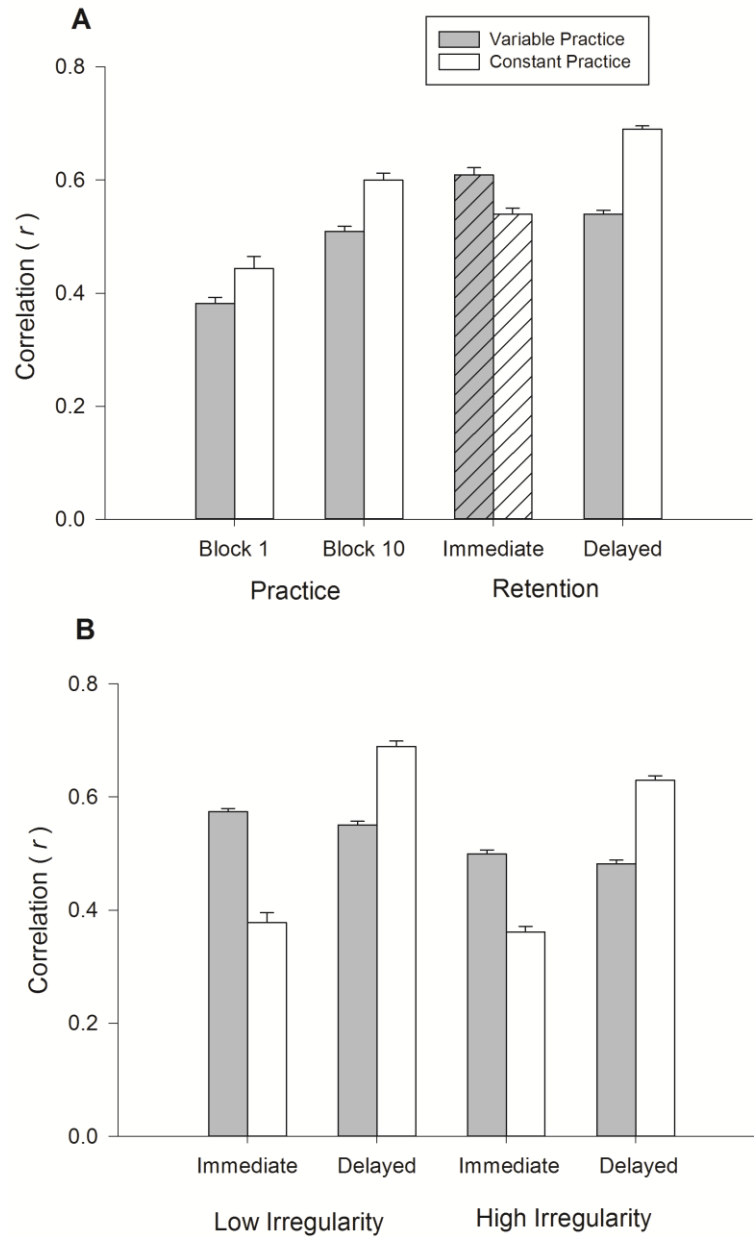 A
Variable Practice
Constant Practice
0.8
0.6
0.4
0.2
0.0
Correlation ( r )
Block 1 Block 10 Immediate Delayed
Practice Retention
B
0.8
0.6
0.4
0.2
0.0
Correlation ( r )
Immediate Delayed Immediate Delayed
Low Irregularity High Irregularity